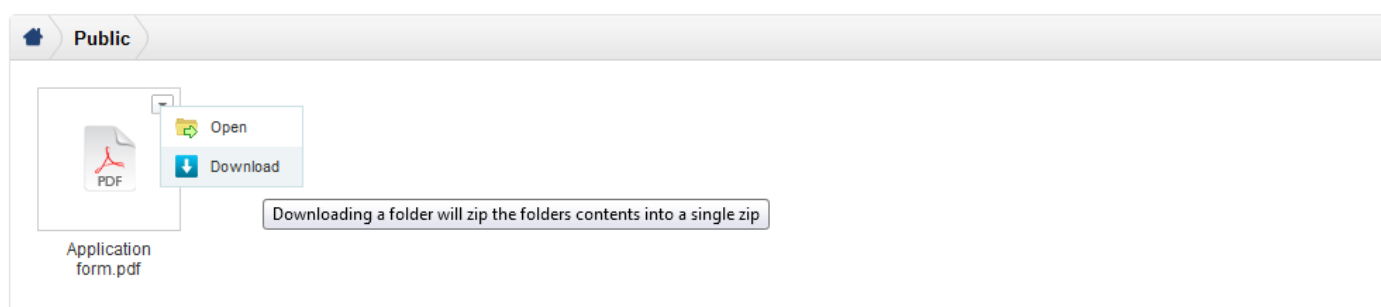 Public
Open
Download
PDF
Downloading a folder will zip the folders contents into a single zip
Application
form.pdf